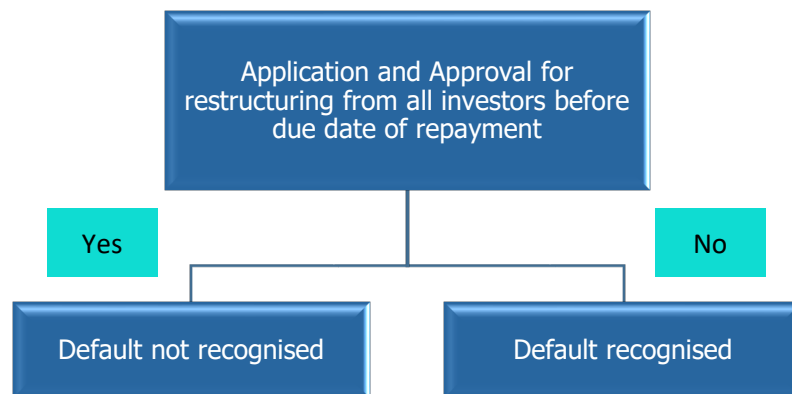 Application and Approval for
restructuring from all investors before
due date of repayment
Yes
No
Default not recognised
Default recognised